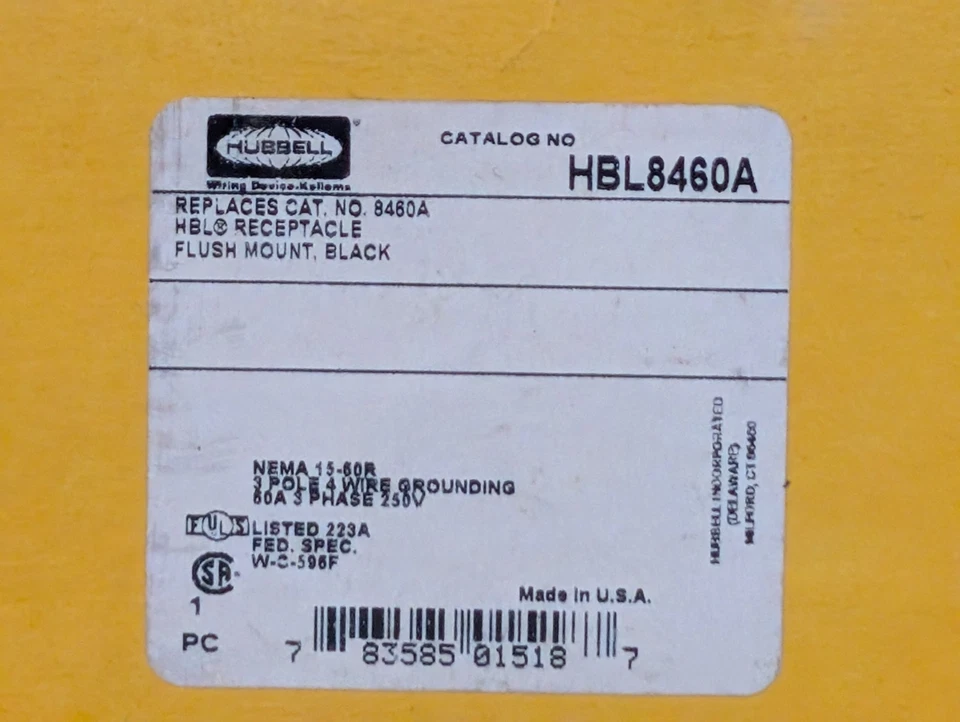 HUBBELL®
Wiring Device-Kellems
CATALOG NO
HBL8460A
REPLACES CAT. NO. 8460A
HBL® RECEPTACLE
FLUSH MOUNT, BLACK
NEMA 15-60R
3 POLE 4 WIRE GROUNDING
60A 3 PHASE 250V
F UL S LISTED 223A
FED. SPEC.
W-C-596F
SA
1
PC
Made in U.S.A.
7 83585 01518 7
HUBBELL INCORPORATED
(DELAWARE)
MILFORD, CT 06460